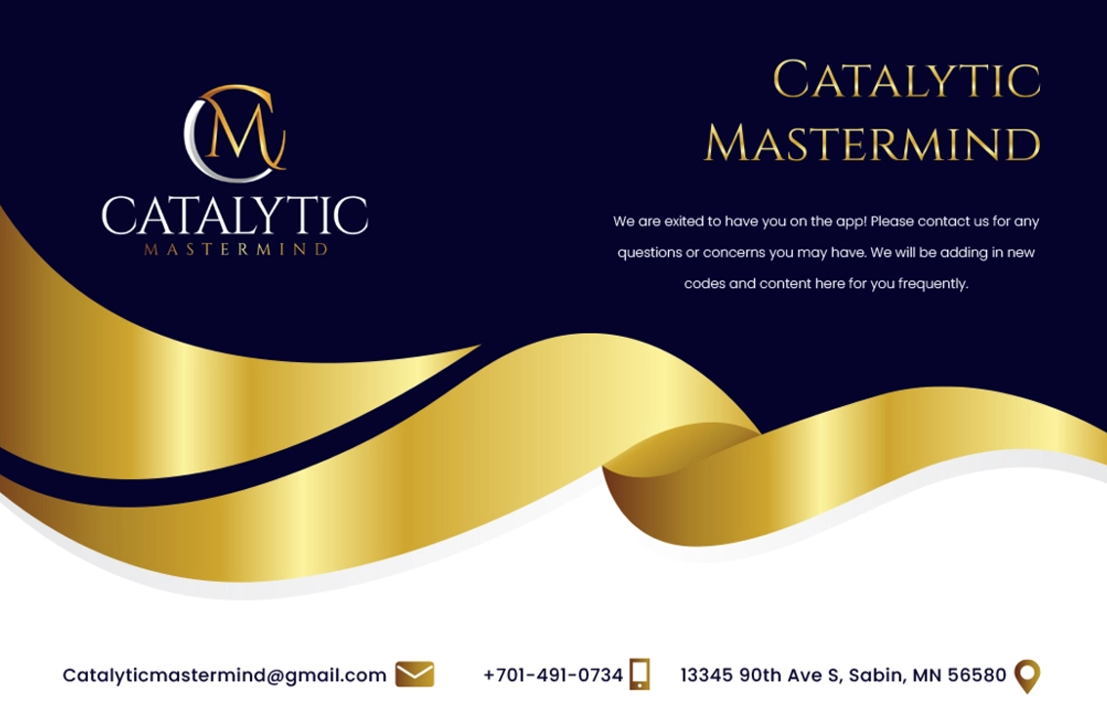 CM
CATALYTIC
MASTERMIND
Catalytic
Mastermind
We are exited to have you on the app! Please contact us for any
questions or concerns you may have. We will be adding in new
codes and content here for you frequently.
Catalyticmastermind@gmail.com
+701-491-0734
13345 90th Ave S, Sabin, MN 56580